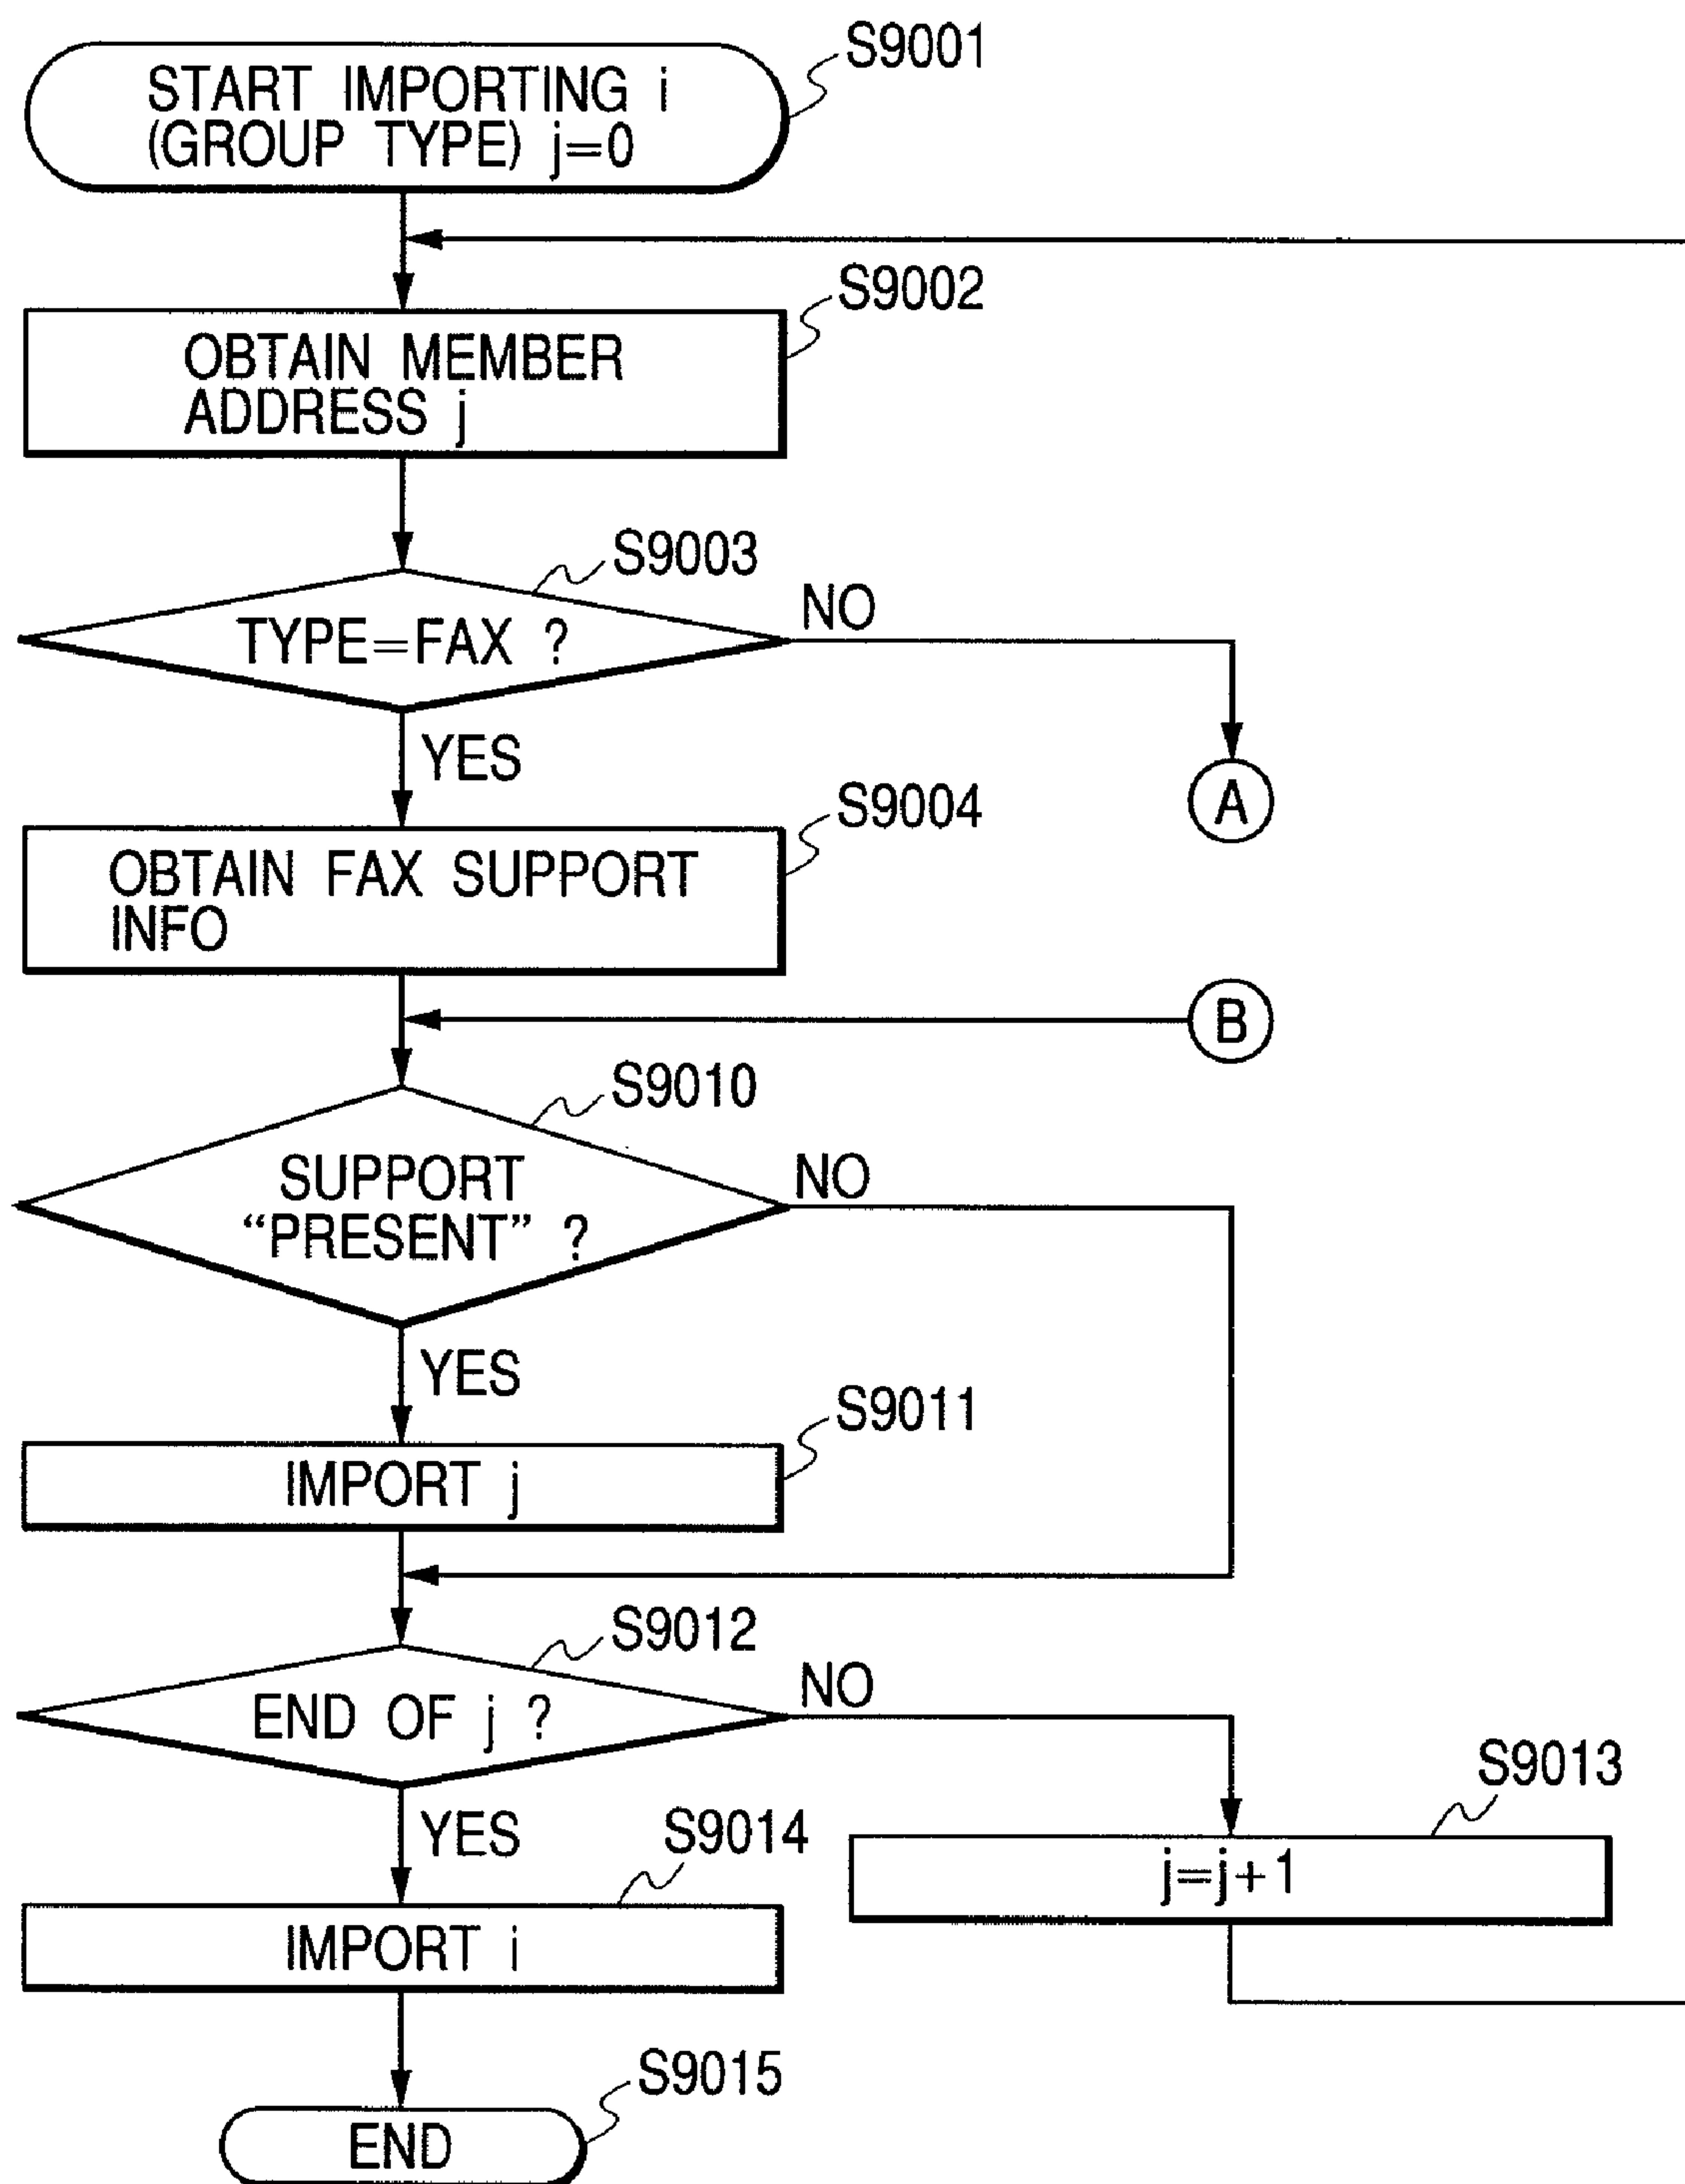 S9001
START IMPORTING i
(GROUP TYPE) j=0
S9002
OBTAIN MEMBER
ADDRESS j
S9003
TYPE=FAX ?
NO
YES
A
S9004
OBTAIN FAX SUPPORT
INFO
B
S9010
SUPPORT
“PRESENT” ?
NO
YES
S9011
IMPORT j
S9012
END OF j ?
NO
YES
S9013
j=j+1
S9014
IMPORT i
S9015
END